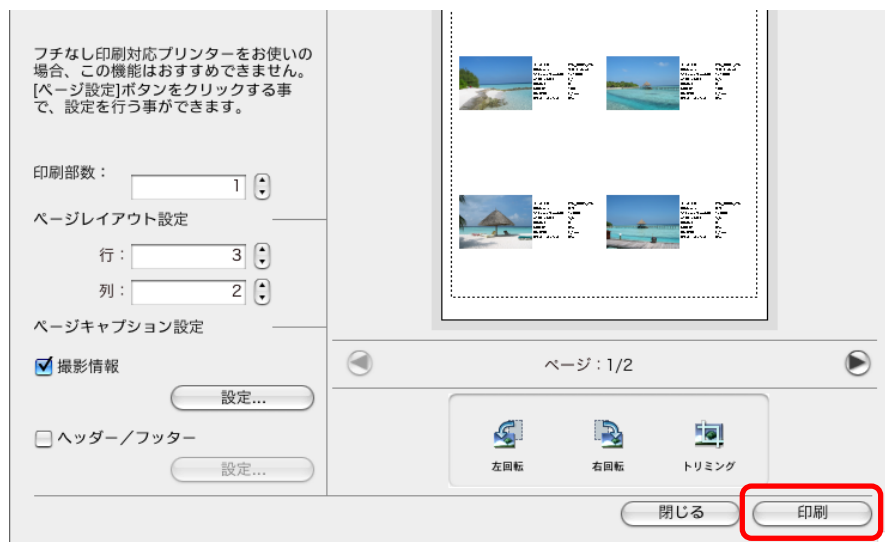 フチなし印刷対応プリンターをお使いの
場合、この機能はおすすめできません。
[ページ設定]ボタンをクリックする事
で、設定を行う事ができます。
印刷部数：
1
ページレイアウト設定
行：
3
列：
2
ページキャプション設定
撮影情報
設定...
ヘッダー／フッター
設定...
ページ：1/2
左回転
右回転
トリミング
閉じる
印刷